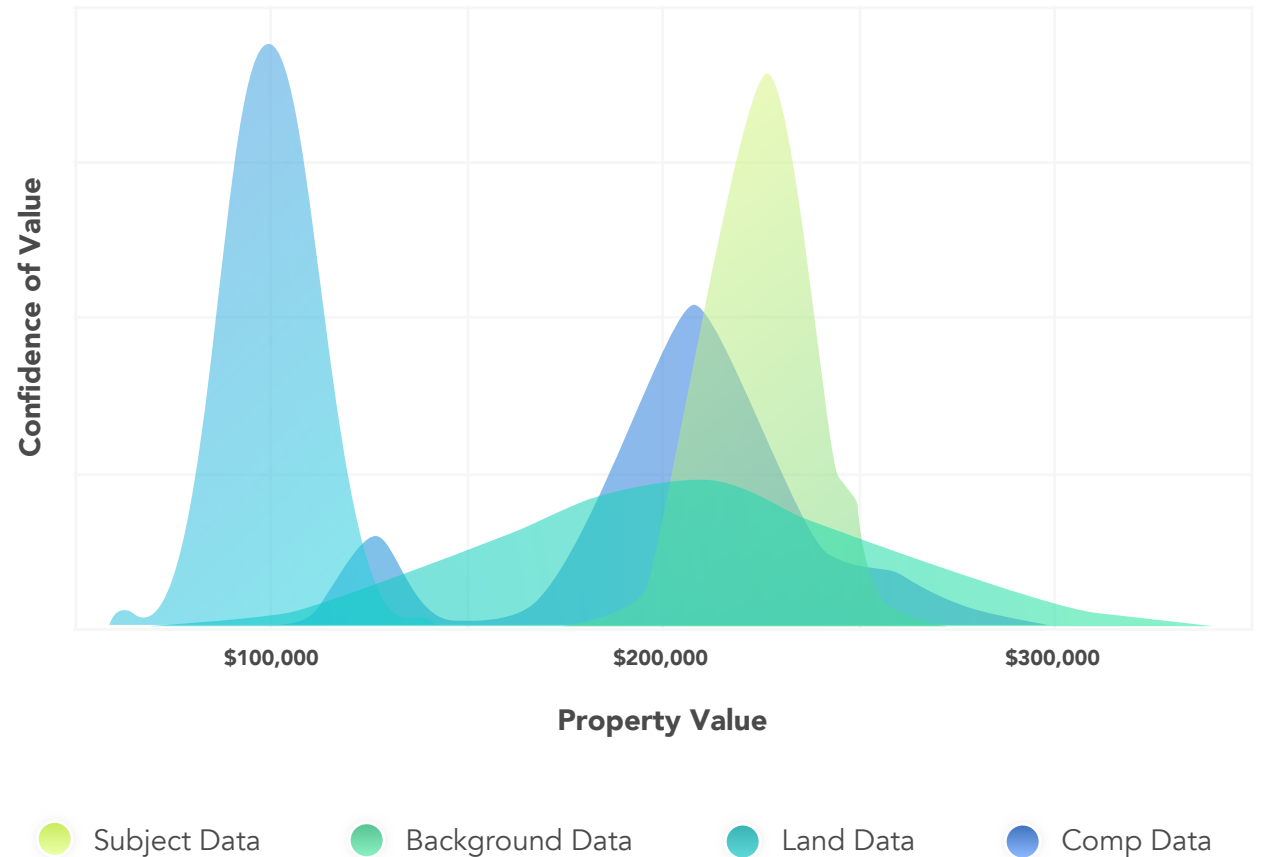 Confidence of Value
$100,000 $200,000 $300,000
Property Value
Subject Data Background Data Land Data Comp Data